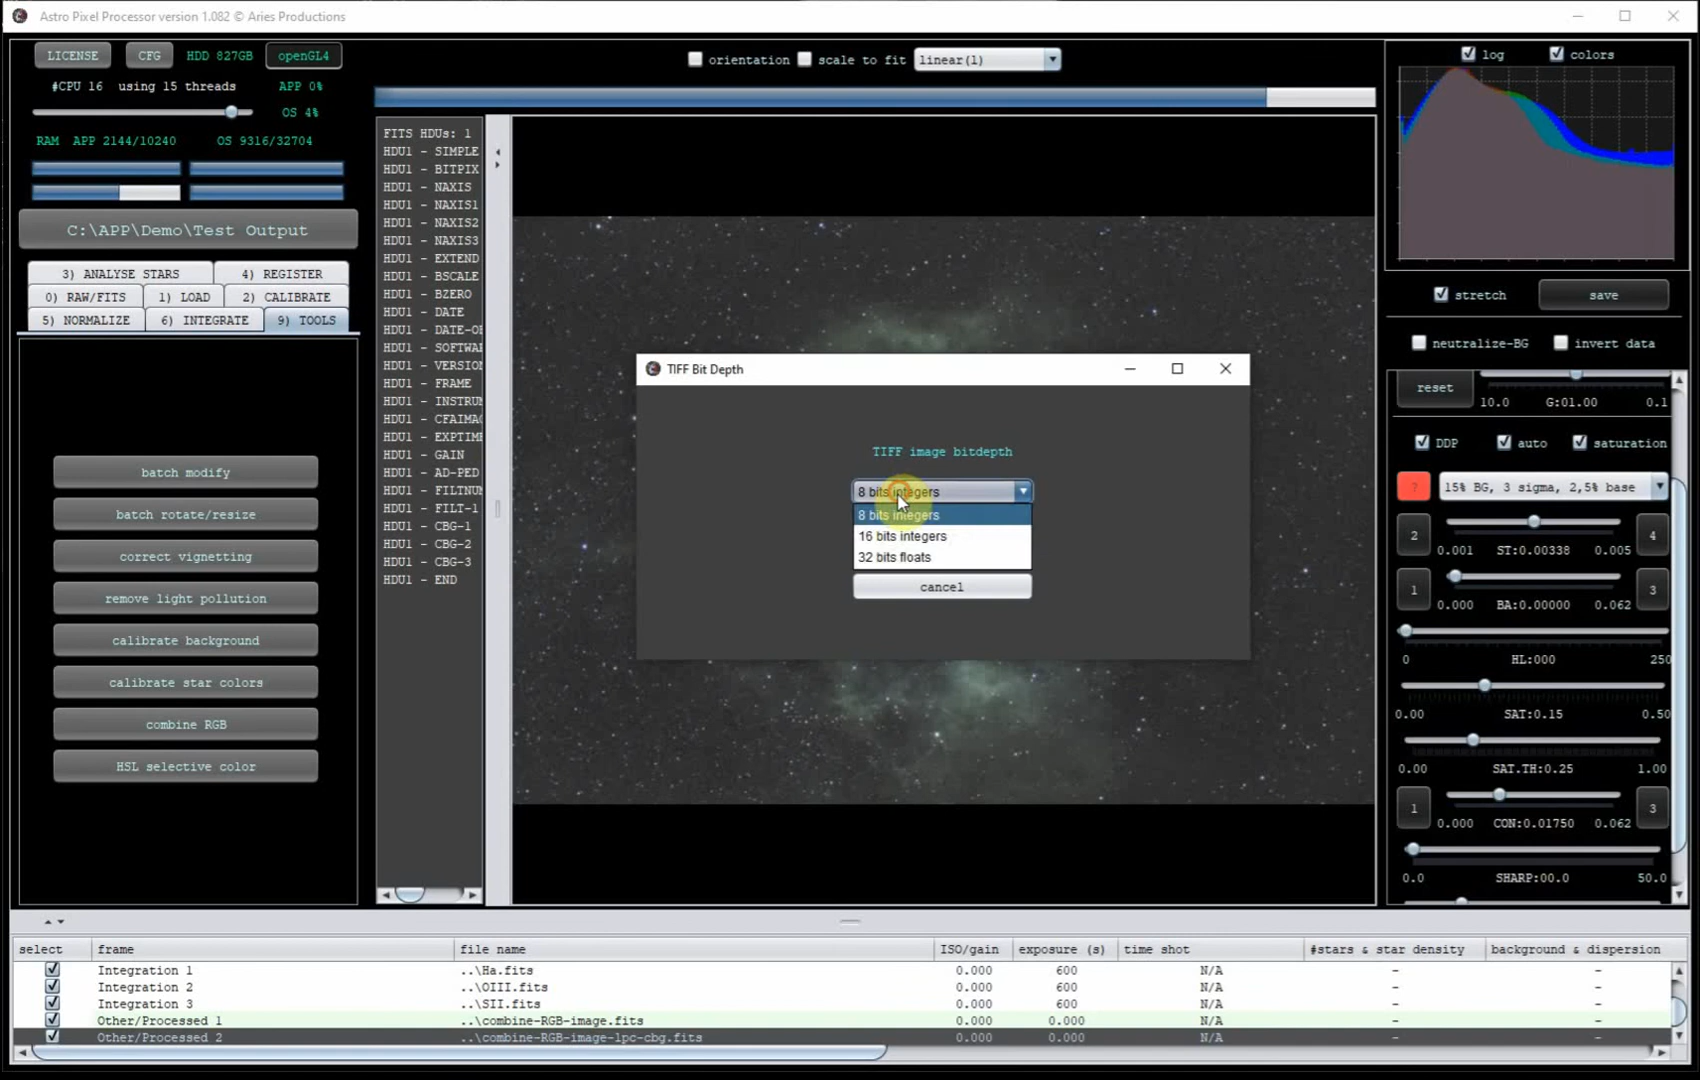 Astro Pixel Processor version 1.082 © Aries Productions
LICENSE CFG HDD 827GB openGL4
#CPU 16 using 15 threads APP 0%
OS 4%
RAM APP 2144/10240 OS 9316/32704
C:\APP\Demo\Test Output
3) ANALYSE STARS 4) REGISTER
0) RAW/FITS 1) LOAD 2) CALIBRATE
5) NORMALIZE 6) INTEGRATE 9) TOOLS
batch modify
batch rotate/resize
correct vignetting
remove light pollution
calibrate background
calibrate star colors
combine RGB
HSL selective color
orientation scale to fit linear(1)
FITS HDUs: 1
HDU1 - SIMPLE
HDU1 - BITPIX
HDU1 - NAXIS
HDU1 - NAXIS1
HDU1 - NAXIS2
HDU1 - NAXIS3
HDU1 - EXTEND
HDU1 - BSCALE
HDU1 - BZERO
HDU1 - DATE
HDU1 - DATE-O
HDU1 - SOFTWA
HDU1 - VERSIO
HDU1 - FRAME
HDU1 - INSTRU
HDU1 - CFAIMA
HDU1 - EXPTIM
HDU1 - GAIN
HDU1 - AD-PED
HDU1 - FILTNU
HDU1 - FILT-1
HDU1 - CBG-1
HDU1 - CBG-2
HDU1 - CBG-3
HDU1 - END
TIFF Bit Depth
TIFF image bitdepth
8 bits integers
8 bits integers
16 bits integers
32 bits floats
cancel
log colors
stretch save
neutralize-BG invert data
reset 10.0 G:01.00 0.1
DDP auto saturation
? 15% BG, 3 sigma, 2,5% base
2 0.001 ST:0.00338 0.005 4
1 0.000 BA:0.00000 0.062 3
0 HL:000 250
0.00 SAT:0.15 0.50
0.00 SAT.TH:0.25 1.00
1 0.000 CON:0.01750 0.062 3
0.0 SHARP:00.0 50.0
select frame file name ISO/gain exposure (s) time shot #stars & star density background & dispersion
Integration 1 ..\Ha.fits 0.000 600 N/A - -
Integration 2 ..\OIII.fits 0.000 600 N/A - -
Integration 3 ..\SII.fits 0.000 600 N/A - -
Other/Processed 1 ..\combine-RGB-image.fits 0.000 0.000 N/A - -
Other/Processed 2 ..\combine-RGB-image-lpc-cbg.fits 0.000 0.000 N/A - -